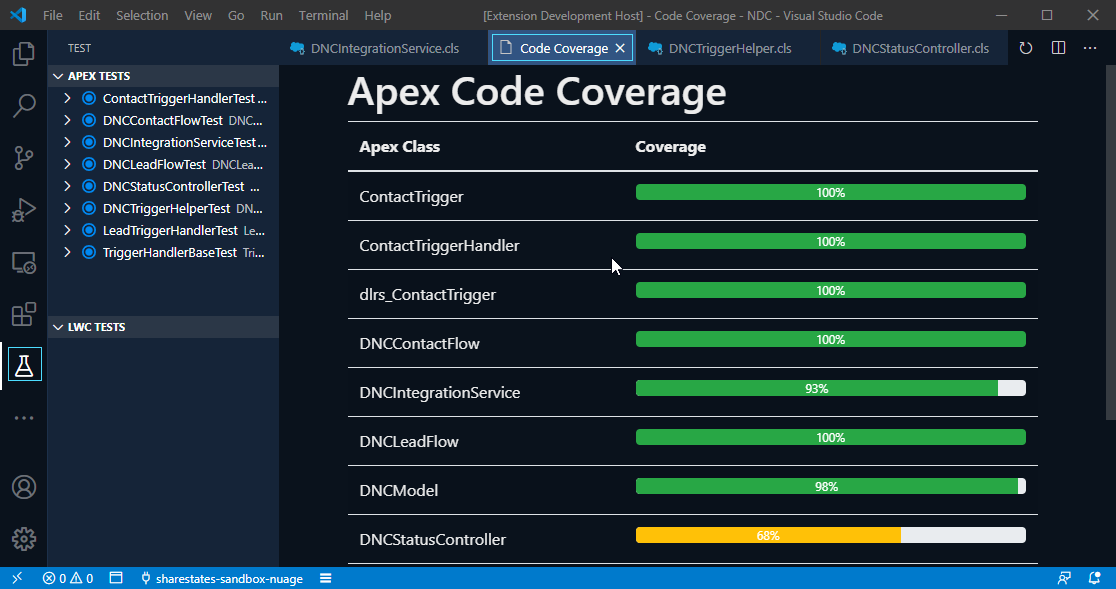 File Edit Selection View Go Run Terminal Help [Extension Development Host] - Code Coverage - NDC - Visual Studio Code
TEST
DNCIntegrationService.cls Code Coverage DNCTriggerHelper.cls DNCStatusController.cls
APEX TESTS
ContactTriggerHandlerTest ...
DNCContactFlowTest DNC...
DNCIntegrationServiceTest...
DNCLeadFlowTest DNCLea...
DNCStatusControllerTest ...
DNCTriggerHelperTest DN...
LeadTriggerHandlerTest Le...
TriggerHandlerBaseTest Tri...
LWC TESTS
Apex Code Coverage
Apex Class Coverage
ContactTrigger 100%
ContactTriggerHandler 100%
dlrs_ContactTrigger 100%
DNCContactFlow 100%
DNCIntegrationService 93%
DNCLeadFlow 100%
DNCModel 98%
DNCStatusController 68%
0 0 sharestates-sandbox-nuage